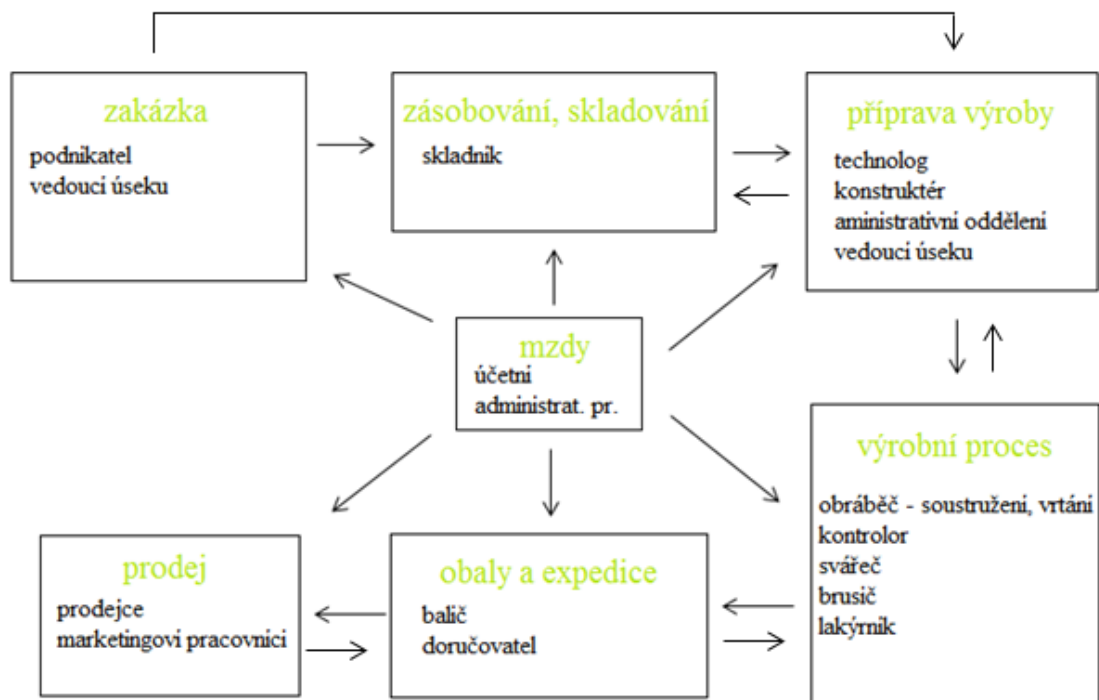 zakázka
podnikatel
vedoucí úseku
zásobování, skladování
skladník
příprava výroby
technolog
konstruktér
aministrativní oddělení
vedoucí úseku
mzdy
účetní
administrat. pr.
výrobní proces
obráběč - soustružení, vrtání
kontrolor
svářeč
brusič
lakýrník
prodej
prodejce
marketingoví pracovníci
obaly a expedice
balič
doručovatel